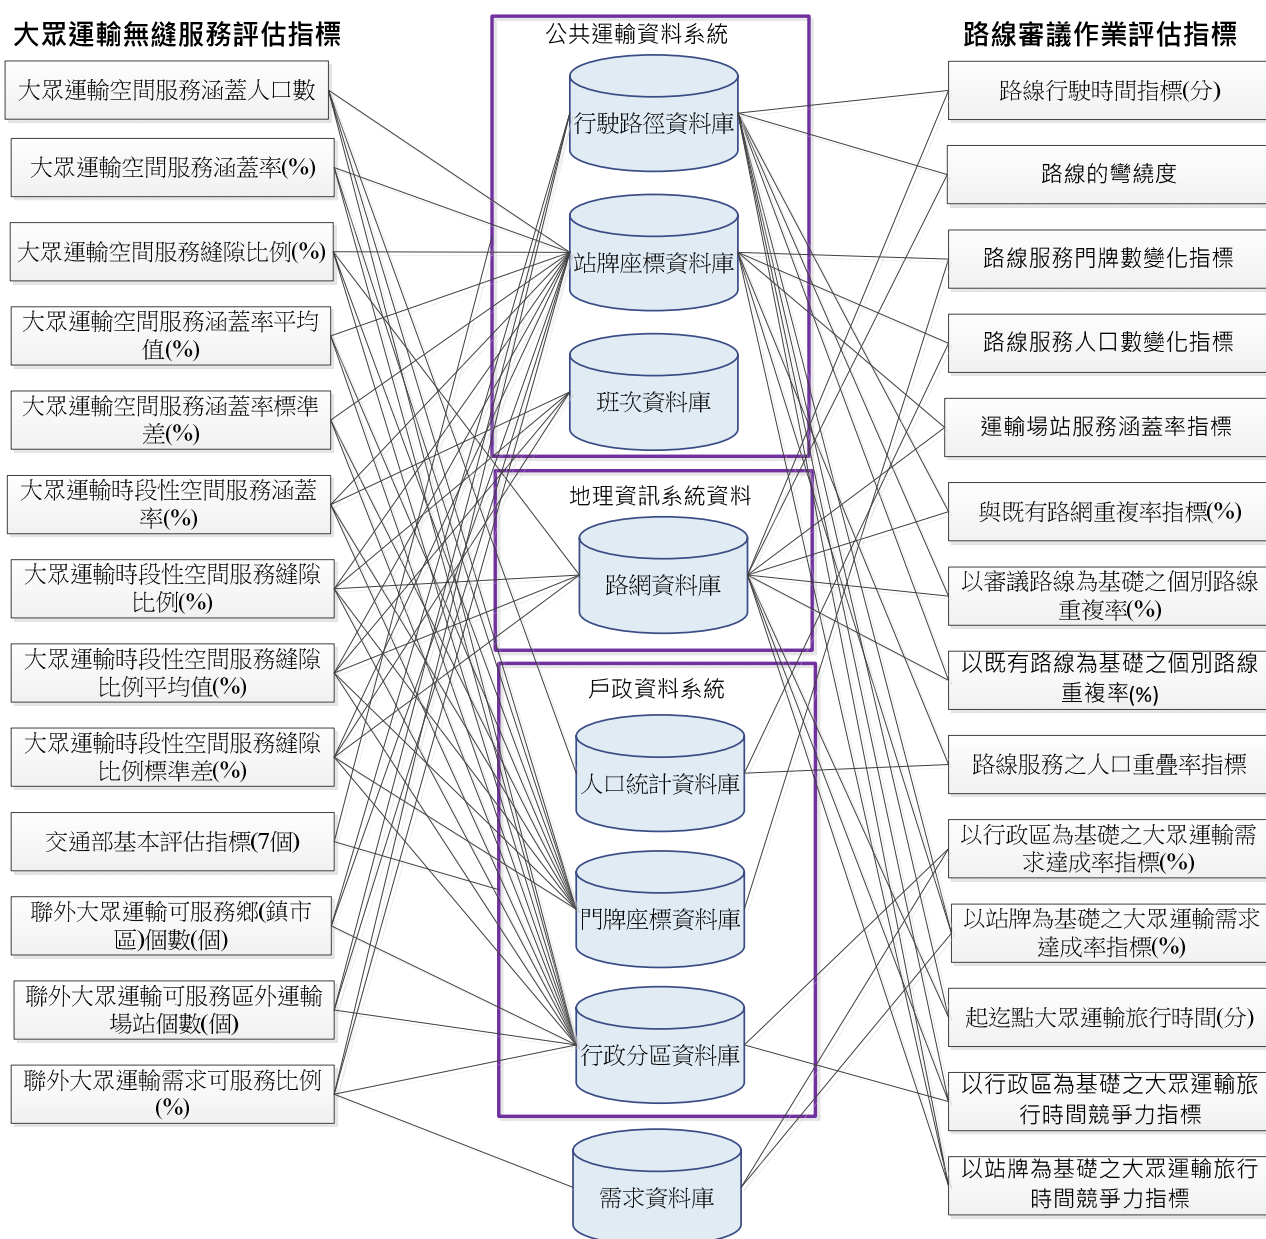 大眾運輸無縫服務評估指標
大眾運輸空間服務涵蓋人口數
大眾運輸空間服務涵蓋率(%)
大眾運輸空間服務縫隙比例(%)
大眾運輸空間服務涵蓋率平均
值(%)
大眾運輸空間服務涵蓋率標準
差(%)
大眾運輸時段性空間服務涵蓋
率(%)
大眾運輸時段性空間服務縫隙
比例(%)
大眾運輸時段性空間服務縫隙
比例平均值(%)
大眾運輸時段性空間服務縫隙
比例標準差(%)
交通部基本評估指標(7個)
聯外大眾運輸可服務鄉(鎮市
區)個數(個)
聯外大眾運輸可服務區外運輸
場站個數(個)
聯外大眾運輸需求可服務比例
(%)
公共運輸資料系統
行駛路徑資料庫
站牌座標資料庫
班次資料庫
地理資訊系統資料
路網資料庫
戶政資料系統
人口統計資料庫
門牌座標資料庫
行政分區資料庫
需求資料庫
路線審議作業評估指標
路線行駛時間指標(分)
路線的彎繞度
路線服務門牌數變化指標
路線服務人口數變化指標
運輸場站服務涵蓋率指標
與既有路網重複率指標(%)
以審議路線為基礎之個別路線
重複率(%)
以既有路線為基礎之個別路線
重複率(%)
路線服務之人口重疊率指標
以行政區為基礎之大眾運輸需
求達成率指標(%)
以站牌為基礎之大眾運輸需求
達成率指標(%)
起迄點大眾運輸旅行時間(分)
以行政區為基礎之大眾運輸旅
行時間競爭力指標
以站牌為基礎之大眾運輸旅行
時間競爭力指標